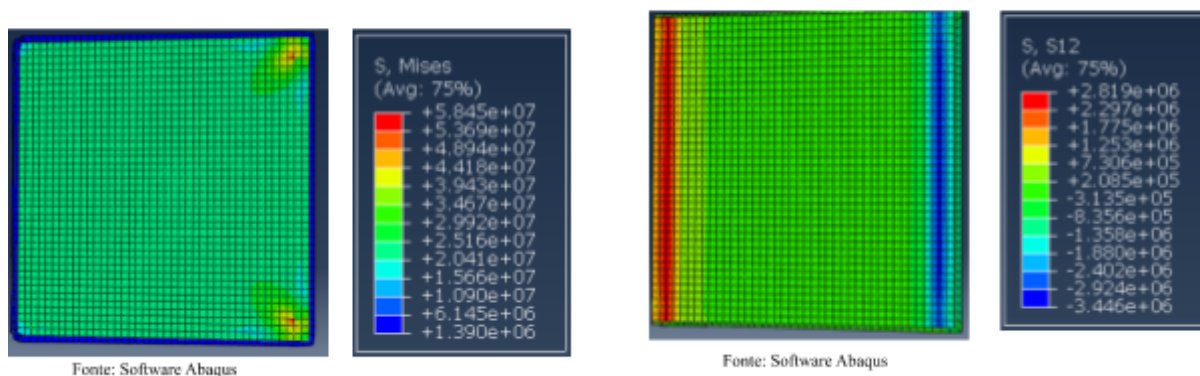 S, Mises
(Avg: 75%)
+5.845e+07
+5.369e+07
+4.894e+07
+4.418e+07
+3.943e+07
+3.467e+07
+2.992e+07
+2.516e+07
+2.041e+07
+1.566e+07
+1.090e+07
+6.145e+06
+1.390e+06
Fonte: Software Abaqus
S, S12
(Avg: 75%)
+2.819e+06
+2.297e+06
+1.775e+06
+1.253e+06
+7.306e+05
+2.085e+05
-3.135e+05
-8.356e+05
-1.358e+06
-1.880e+06
-2.402e+06
-2.924e+06
-3.446e+06
Fonte: Software Abaqus